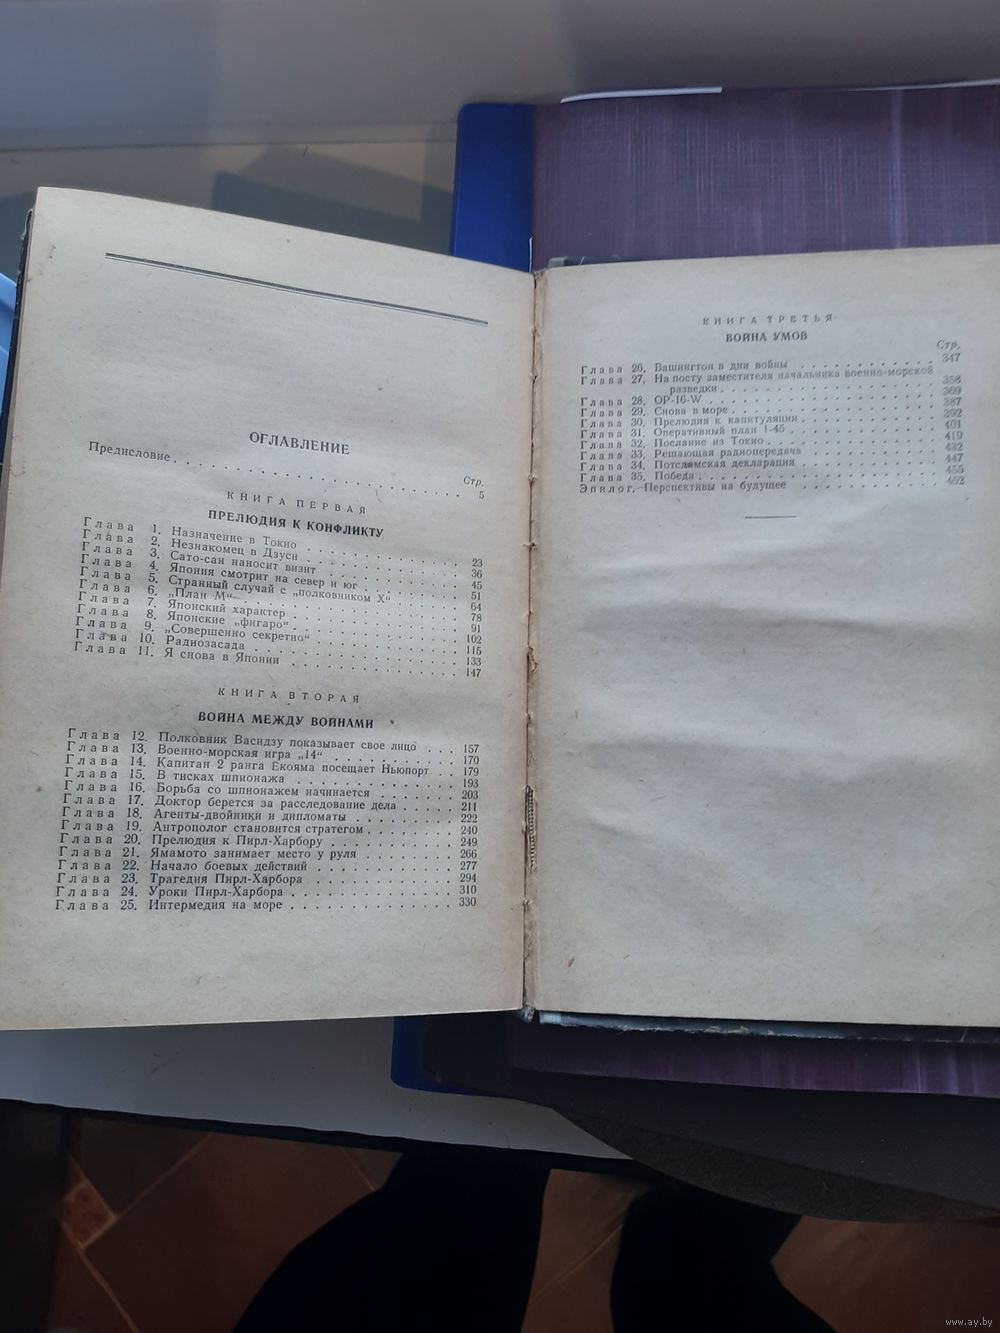 ОГЛАВЛЕНИЕ
Стр.
Предисловие . . . . . . . . . . . . . . . . . . . . 5
КНИГА ПЕРВАЯ
ПРЕЛЮДИЯ К КОНФЛИКТУ
Глава 1. Назначение в Токио . . . . . . . . . . . 23
Глава 2. Незнакомец в Дзуси . . . . . . . . . . . 36
Глава 3. Сато-сан наносит визит . . . . . . . . . 45
Глава 4. Япония смотрит на север и юг . . . . . . 51
Глава 5. Странный случай с „полковником Х“ . . . . 64
Глава 6. „План М“ . . . . . . . . . . . . . . . . 78
Глава 7. Японский характер . . . . . . . . . . . . 91
Глава 8. Японские „фигаро“ . . . . . . . . . . . . 102
Глава 9. „Совершенно секретно“ . . . . . . . . . . 115
Глава 10. Радиозасада . . . . . . . . . . . . . . 133
Глава 11. Я снова в Японии . . . . . . . . . . . . 147
КНИГА ВТОРАЯ
ВОЙНА МЕЖДУ ВОЙНАМИ
Глава 12. Полковник Васидзу показывает свое лицо . . . 157
Глава 13. Военно-морская игра „14“ . . . . . . . . 170
Глава 14. Капитан 2 ранга Екояма посещает Ньюпорт . . 179
Глава 15. В тисках шпионажа . . . . . . . . . . . 193
Глава 16. Борьба со шпионажем начинается . . . . . 203
Глава 17. Доктор берется за расследование дела . . . . 211
Глава 18. Агенты-двойники и дипломаты . . . . . . . 222
Глава 19. Антрополог становится стратегом . . . . . . 240
Глава 20. Прелюдия к Пирл-Харбору . . . . . . . . 249
Глава 21. Ямамото занимает место у руля . . . . . . 266
Глава 22. Начало боевых действий . . . . . . . . . 277
Глава 23. Трагедия Пирл-Харбора . . . . . . . . . 294
Глава 24. Уроки Пирл-Харбора . . . . . . . . . . . 310
Глава 25. Интермедия на море . . . . . . . . . . . 330
КНИГА ТРЕТЬЯ
ВОЙНА УМОВ
Стр.
Глава 26. Вашингтон в дни войны . . . . . . . . . 347
Глава 27. На посту заместителя начальника военно-морской
разведки . . . . . . . . . . . . . . . . 358
Глава 28. ОР-16-W . . . . . . . . . . . . . . . . 369
Глава 29. Снова в море . . . . . . . . . . . . . . 387
Глава 30. Прелюдия к капитуляции . . . . . . . . . 392
Глава 31. Оперативный план 1-45 . . . . . . . . . . 401
Глава 32. Послание из Токио . . . . . . . . . . . 419
Глава 33. Решающая радиопередача . . . . . . . . . 432
Глава 34. Потсдамская декларация . . . . . . . . . 447
Глава 35. Победа . . . . . . . . . . . . . . . . . 455
Эпилог. Перспективы на будущее . . . . . . . . . . 462
www.ay.by